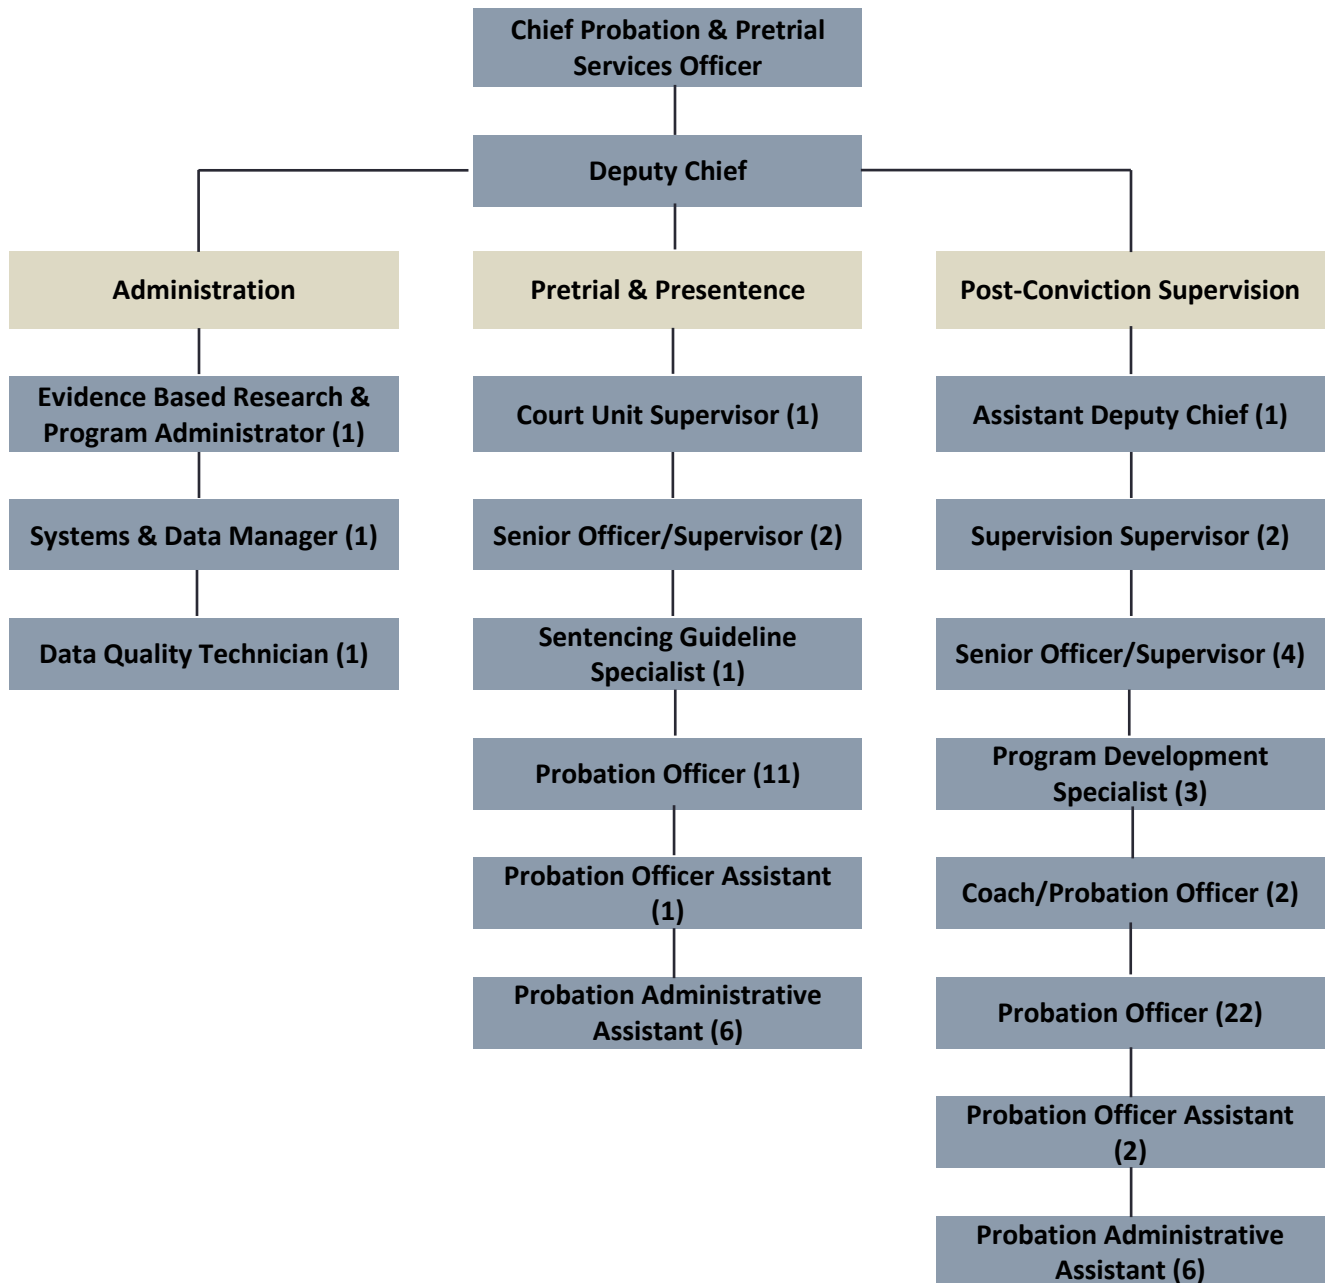 Chief Probation & Pretrial
Services Officer
Deputy Chief
Administration
Pretrial & Presentence
Post-Conviction Supervision
Evidence Based Research &
Program Administrator (1)
Court Unit Supervisor (1)
Assistant Deputy Chief (1)
Systems & Data Manager (1)
Senior Officer/Supervisor (2)
Supervision Supervisor (2)
Data Quality Technician (1)
Sentencing Guideline
Specialist (1)
Senior Officer/Supervisor (4)
Probation Officer (11)
Program Development
Specialist (3)
Probation Officer Assistant
(1)
Coach/Probation Officer (2)
Probation Administrative
Assistant (6)
Probation Officer (22)
Probation Officer Assistant
(2)
Probation Administrative
Assistant (6)